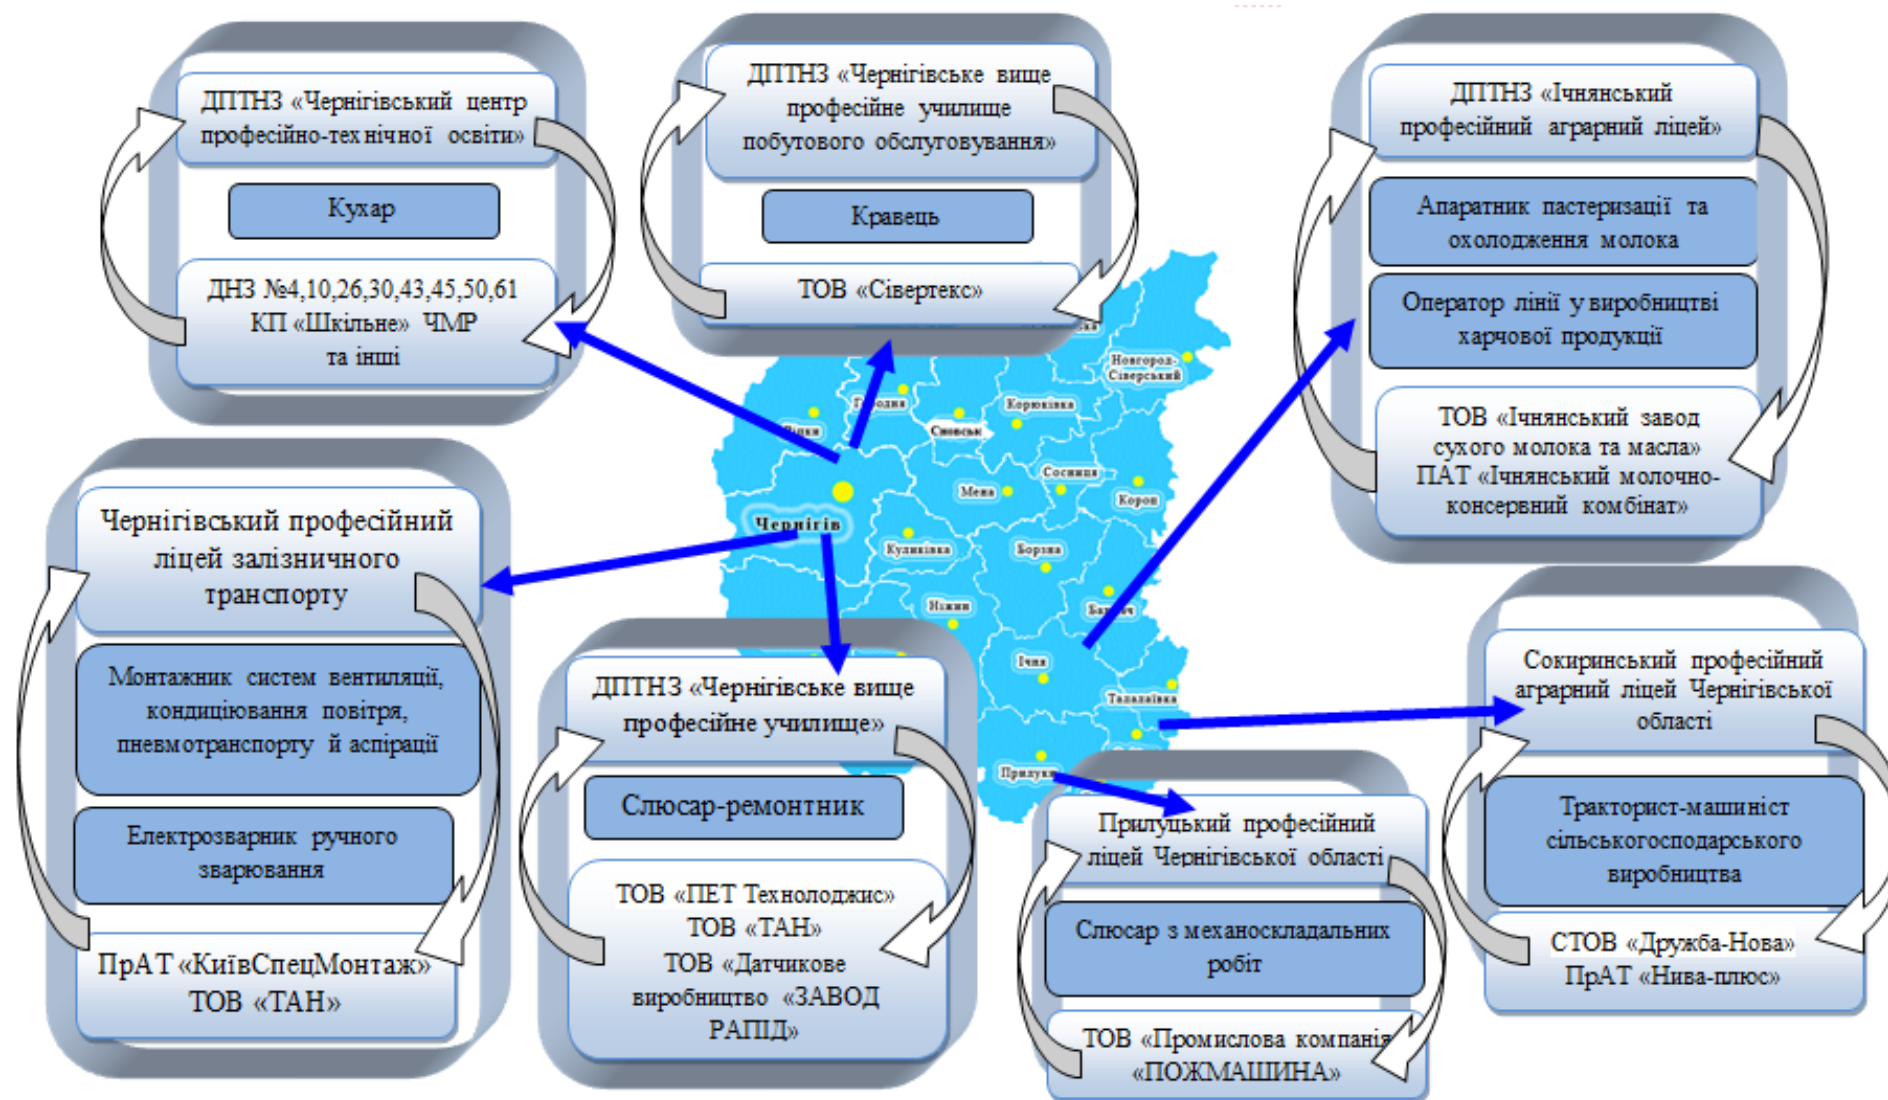 ДПТНЗ «Чернігівський центр
професійно-технічної освіти»
Кухар
ДНЗ №4,10,26,30,43,45,50,61
КП «Шкільне» ЧМР
та інші
ДПТНЗ «Чернігівське вище
професійне училище
побутового обслуговування»
Кравець
ТОВ «Сівертекс»
ДПТНЗ «Ічнянський
професійний аграрний ліцей»
Апаратник пастеризації та
охолодження молока
Оператор лінії у виробництві
харчової продукції
ТОВ «Ічнянський завод
сухого молока та масла»
ПАТ «Ічнянський молочно-
консервний комбінат»
Новгород-
Сіверський
Городня
Корюківка
Сновськ
Сосниця
Мена
Короп
Чернігів
Куликівка
Борзна
Ніжин
Ічня
Талалаївка
Прилуки
Чернігівський професійний
ліцей залізничного
транспорту
Монтажник систем вентиляції,
кондиціювання повітря,
пневмотранспорту й аспірації
Електрозварник ручного
зварювання
ПрАТ «КиївСпецМонтаж»
ТОВ «ТАН»
ДПТНЗ «Чернігівське вище
професійне училище»
Слюсар-ремонтник
ТОВ «ПЕТ Технолоджис»
ТОВ «ТАН»
ТОВ «Датчикове
виробництво «ЗАВОД
РАПІД»
Прилуцький професійний
ліцей Чернігівської області
Слюсар з механоскладальних
робіт
ТОВ «Промислова компанія
«ПОЖМАШИНА»
Сокиринський професійний
аграрний ліцей Чернігівської
області
Тракторист-машиніст
сільськогосподарського
виробництва
СТОВ «Дружба-Нова»
ПрАТ «Нива-плюс»